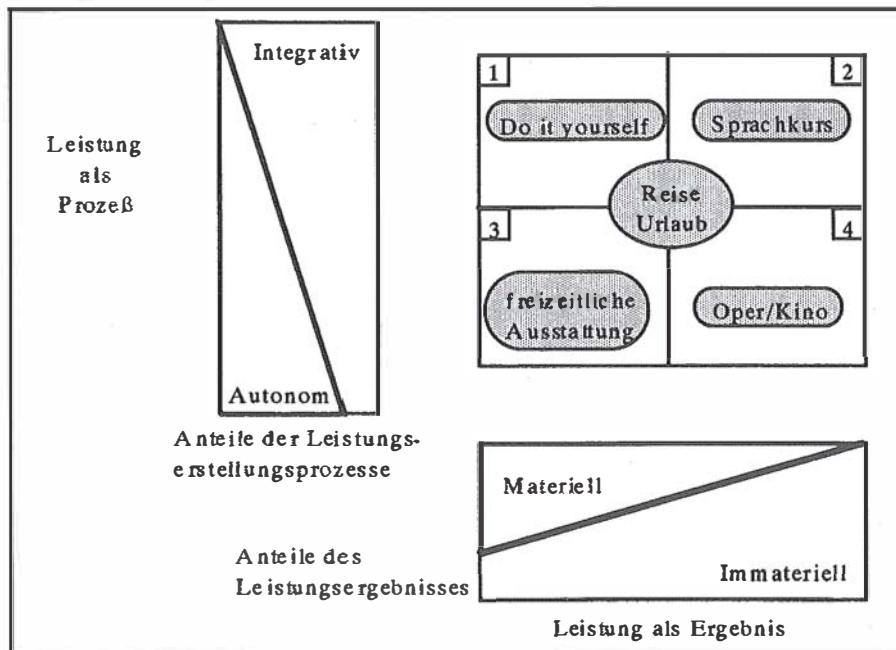 Integrativ
Leistung
als
Prozeß
Autonom
Anteile der Leistungs-
erstellungsprozesse
1
2
Do it yourself
Sprachkurs
Reise
Urlaub
3
4
freizeitliche
Ausstattung
Oper/Kino
Materiell
Immateriell
Anteile des
Leistungsergebnisses
Leistung als Ergebnis